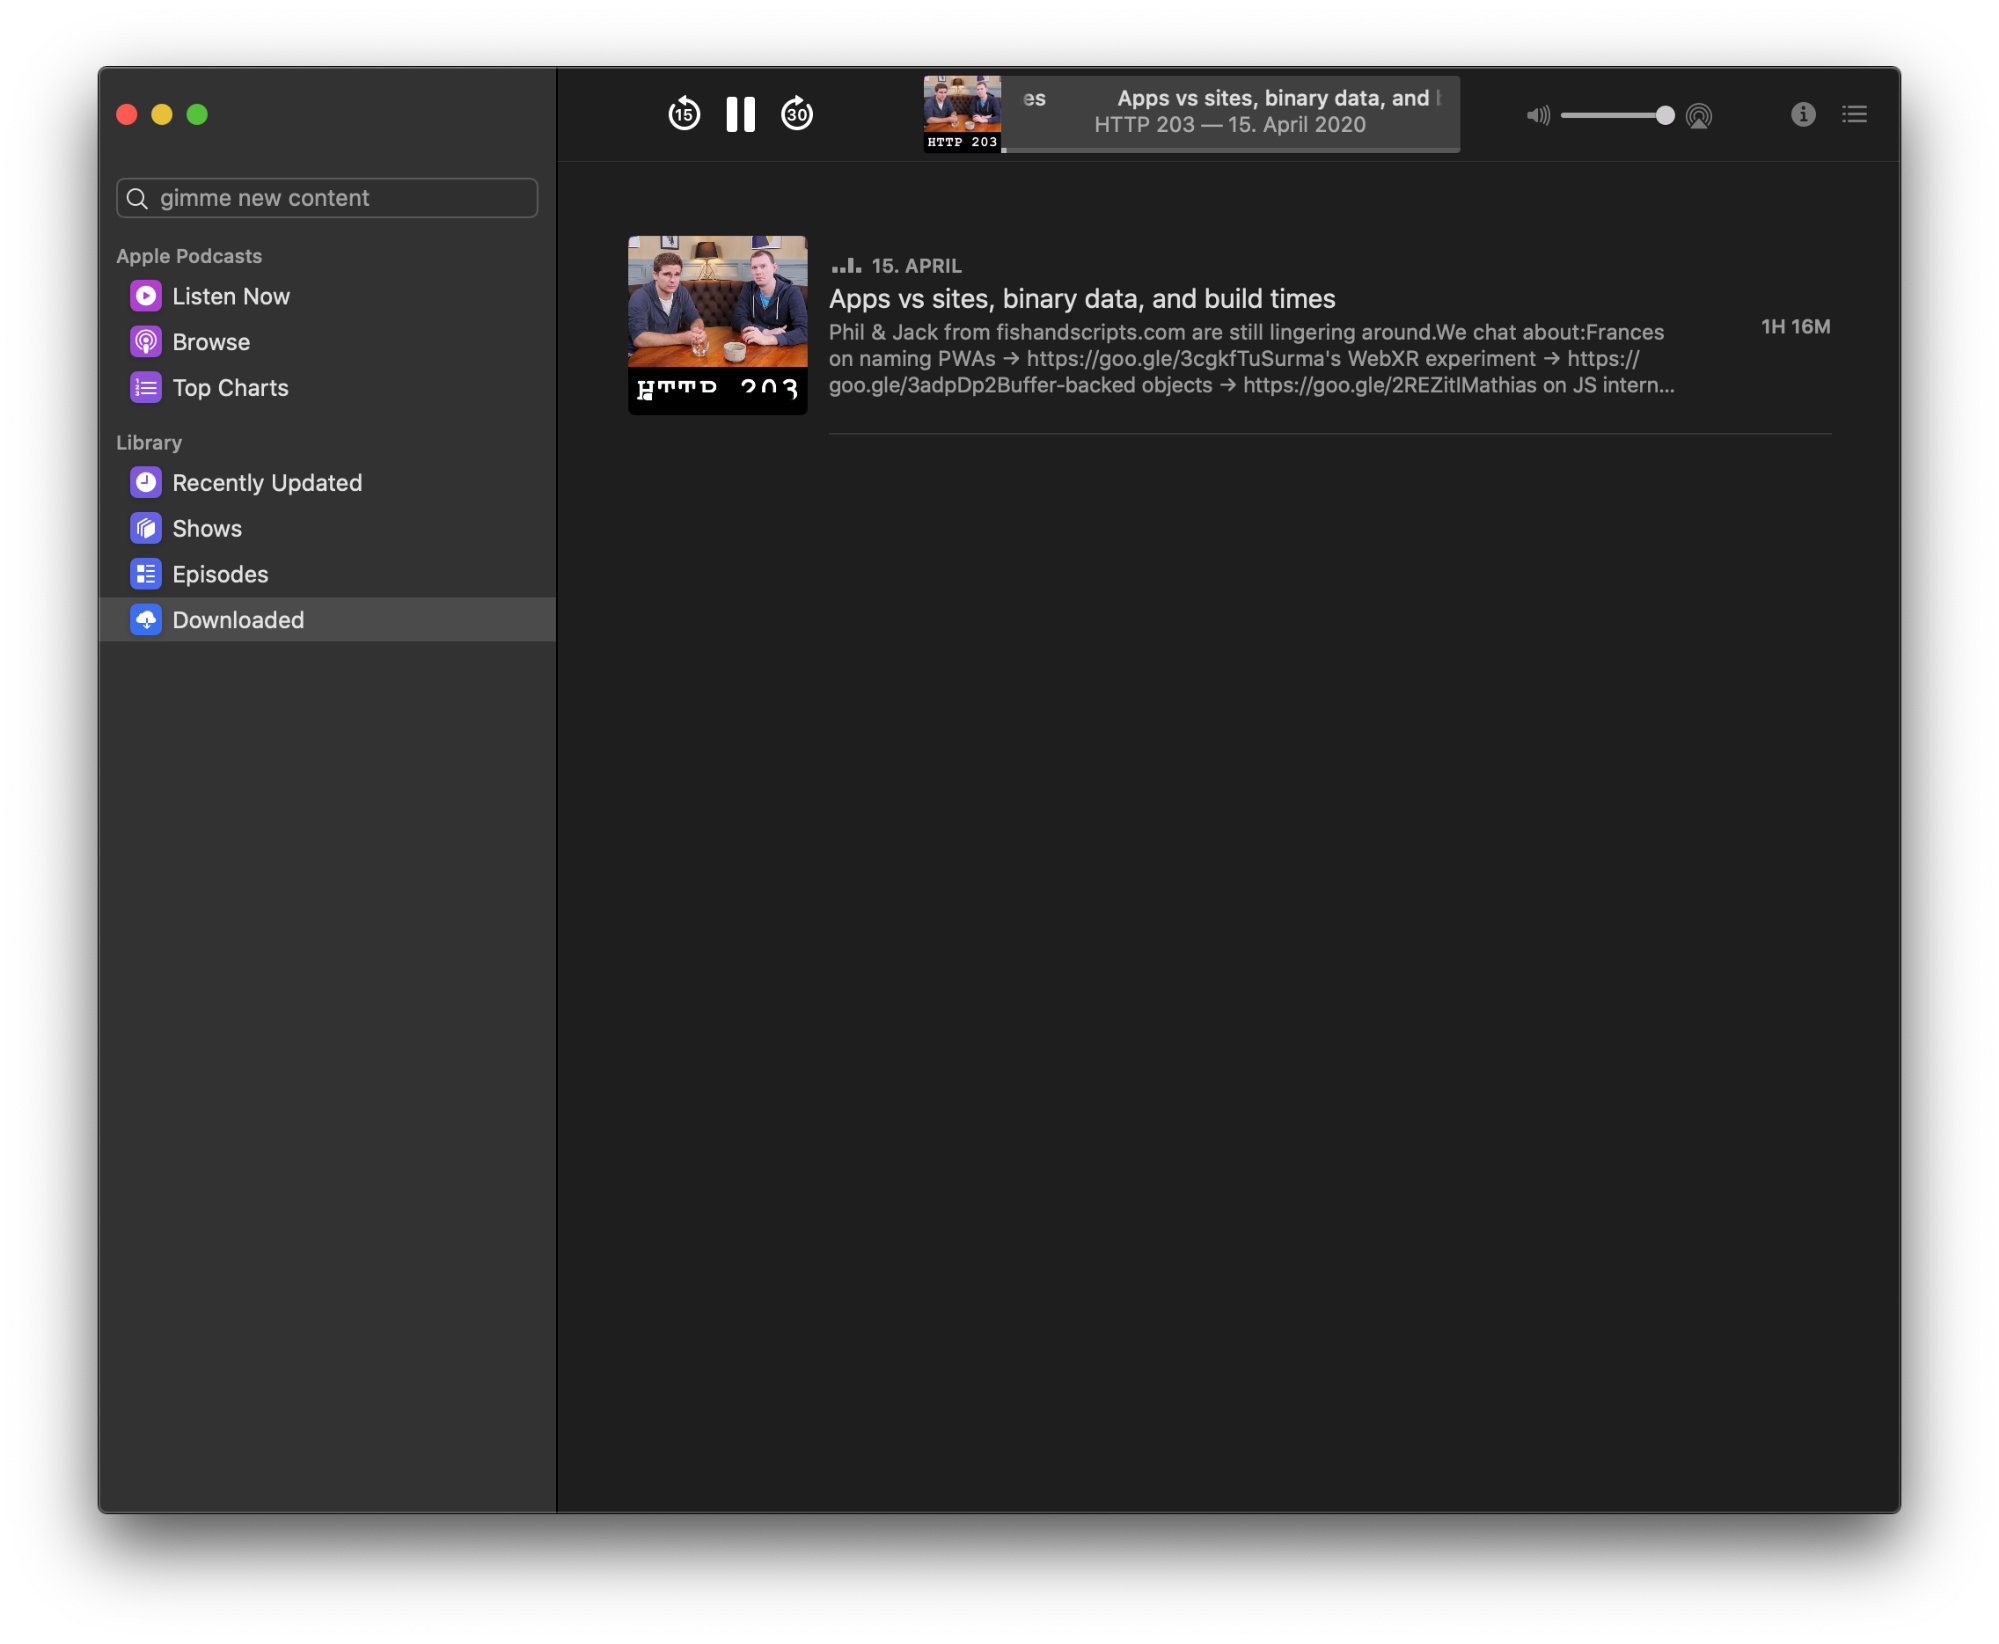 15
30
HTTP 203
es Apps vs sites, binary data, and
HTTP 203 — 15. April 2020
gimme new content
Apple Podcasts
Listen Now
Browse
Top Charts
Library
Recently Updated
Shows
Episodes
Downloaded
HTTP 203
15. APRIL
Apps vs sites, binary data, and build times
Phil & Jack from fishandscripts.com are still lingering around.We chat about:Frances
on naming PWAs → https://goo.gle/3cgkfTuSurma's WebXR experiment → https://
goo.gle/3adpDp2Buffer-backed objects → https://goo.gle/2REZitIMathias on JS intern...
1H 16M